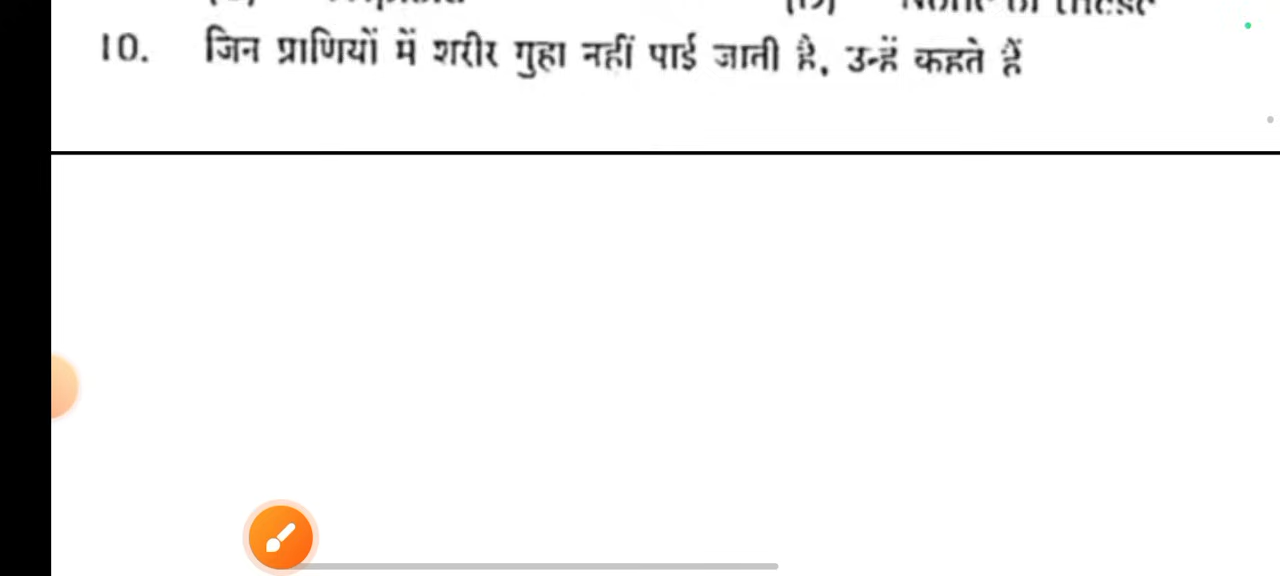 10. जिन प्राणियों में शरीर गुहा नहीं पाई जाती है, उन्हें कहते हैं